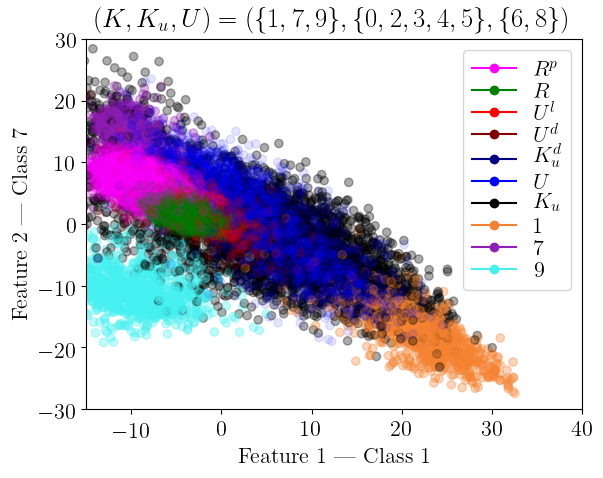 (K, K_u, U) = ({1, 7, 9}, {0, 2, 3, 4, 5}, {6, 8})
30
20
10
0
−10
−20
−30
Feature 2 — Class 7
R^p
R
U^l
U^d
K_u^d
U
K_u
1
7
9
−10
0
10
20
30
40
Feature 1 — Class 1